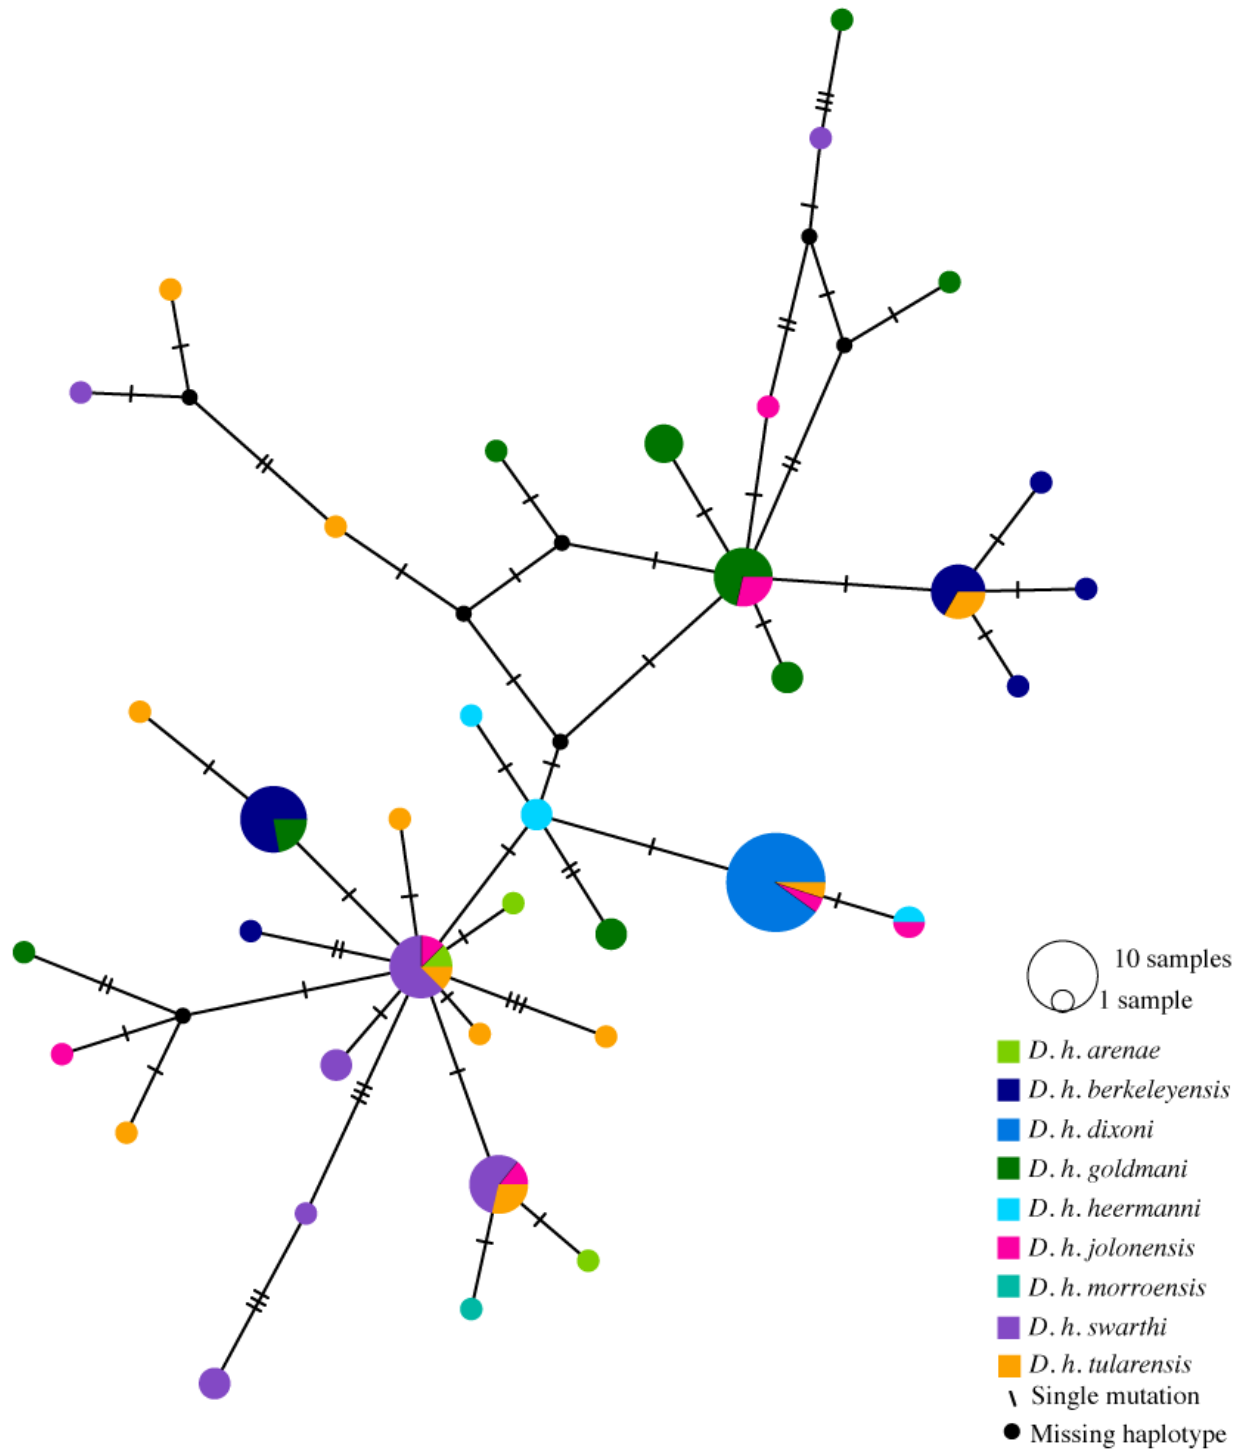 10 samples
1 sample
D. h. arenae
D. h. berkeleyensis
D. h. dixoni
D. h. goldmani
D. h. heermanni
D. h. jolonensis
D. h. morroensis
D. h. swarthi
D. h. tularensis
Single mutation
Missing haplotype